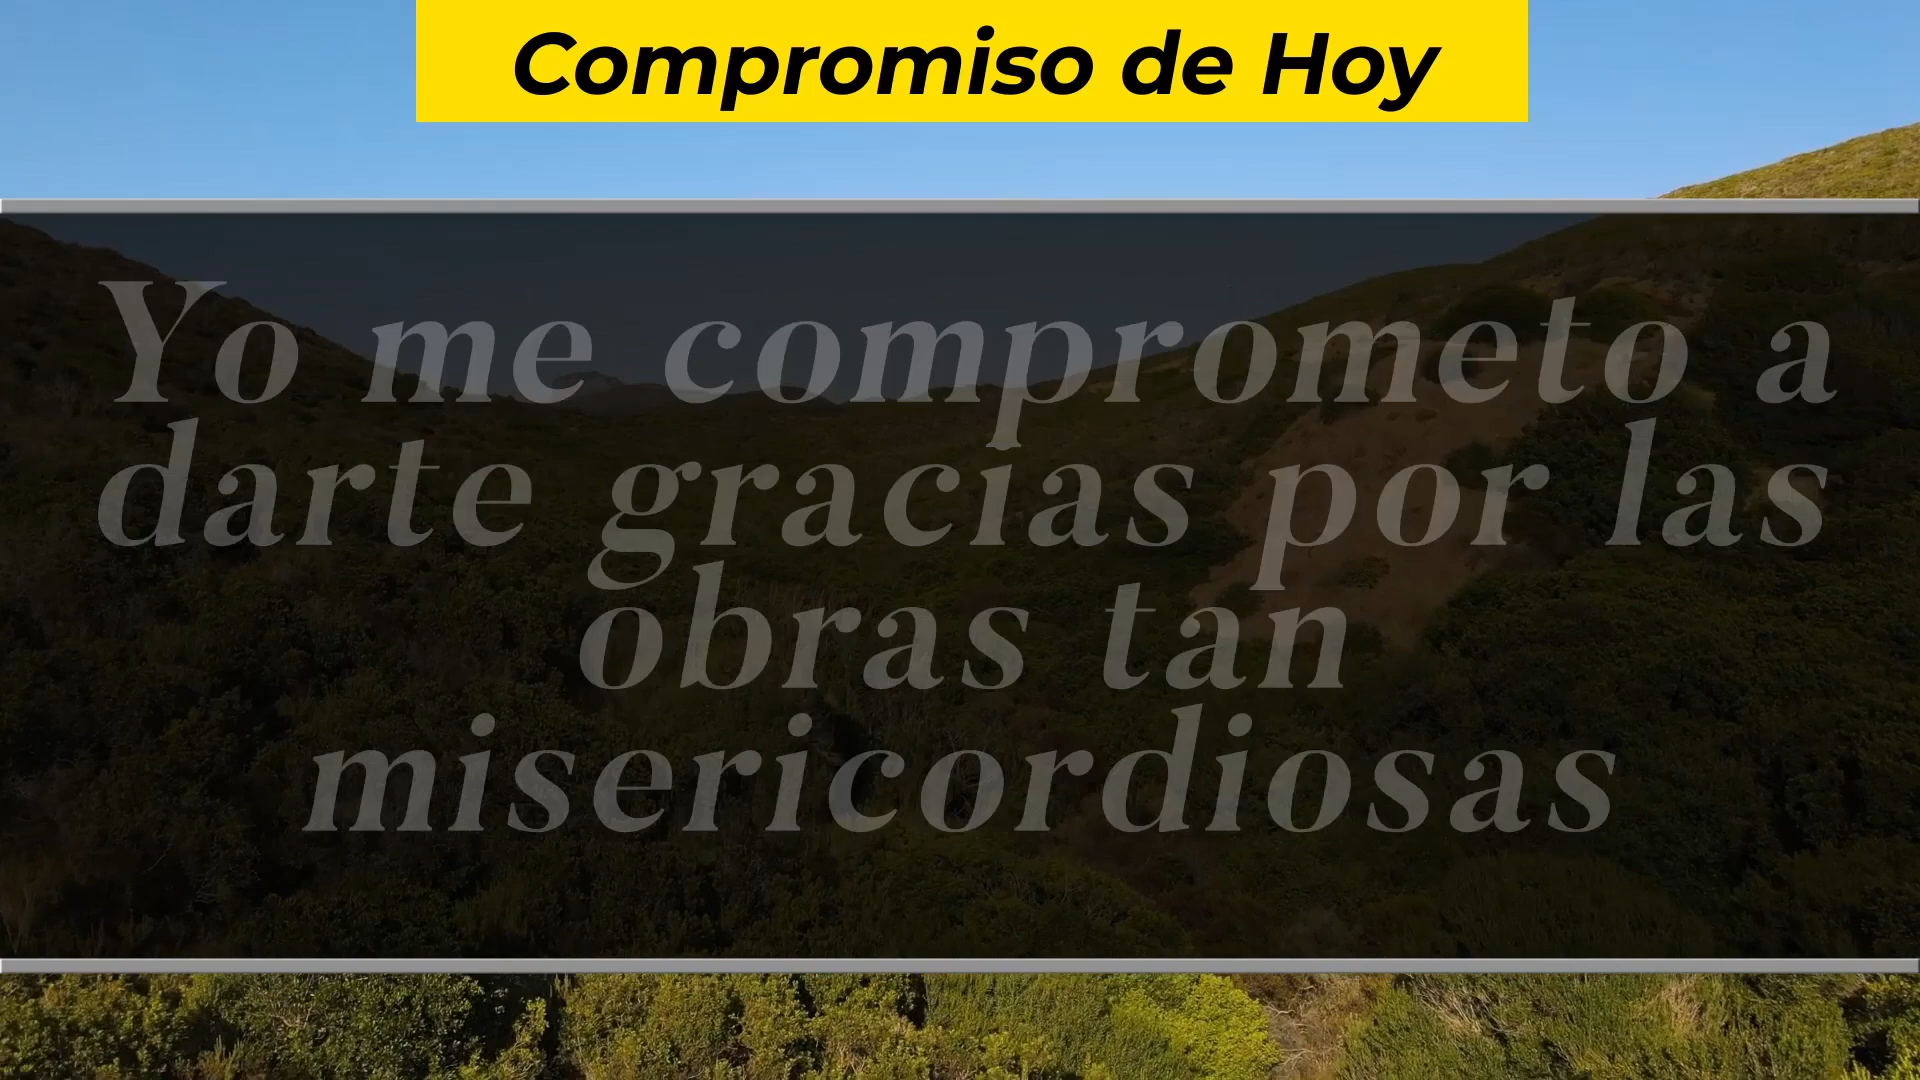 Compromiso de Hoy
Yo me comprometo a
darte gracias por las
obras tan
misericordiosas